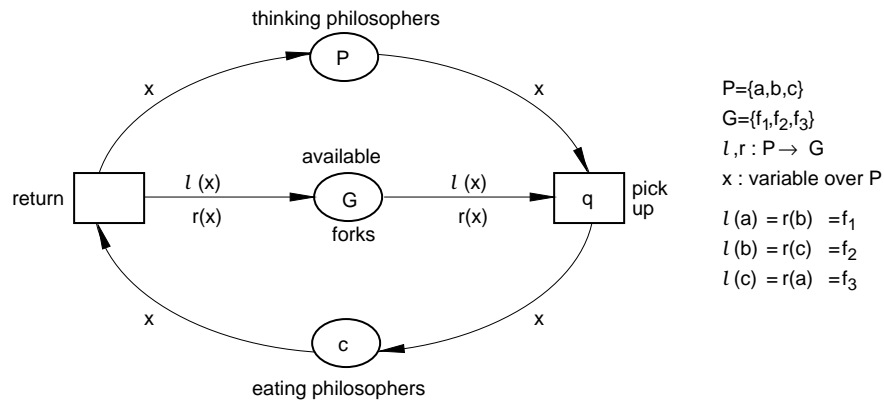 thinking philosophers
P
x
x
P={a,b,c}
G={f₁,f₂,f₃}
l ,r : P→ G
x : variable over P
available
l (x)
l (x)
return
G
q
pick
up
r(x)
r(x)
forks
l (a) = r(b) =f₁
l (b) = r(c) =f₂
l (c) = r(a) =f₃
x
x
c
eating philosophers